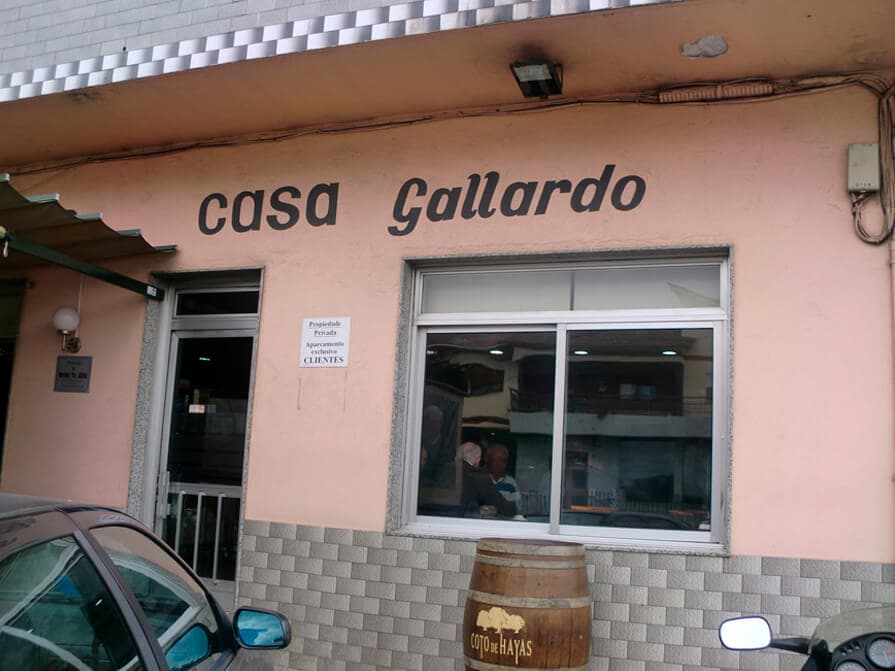 casa Gallardo
Propiedade
Privada
Aparcamento
exclusivo
CLIENTES
COTO DE HAYAS